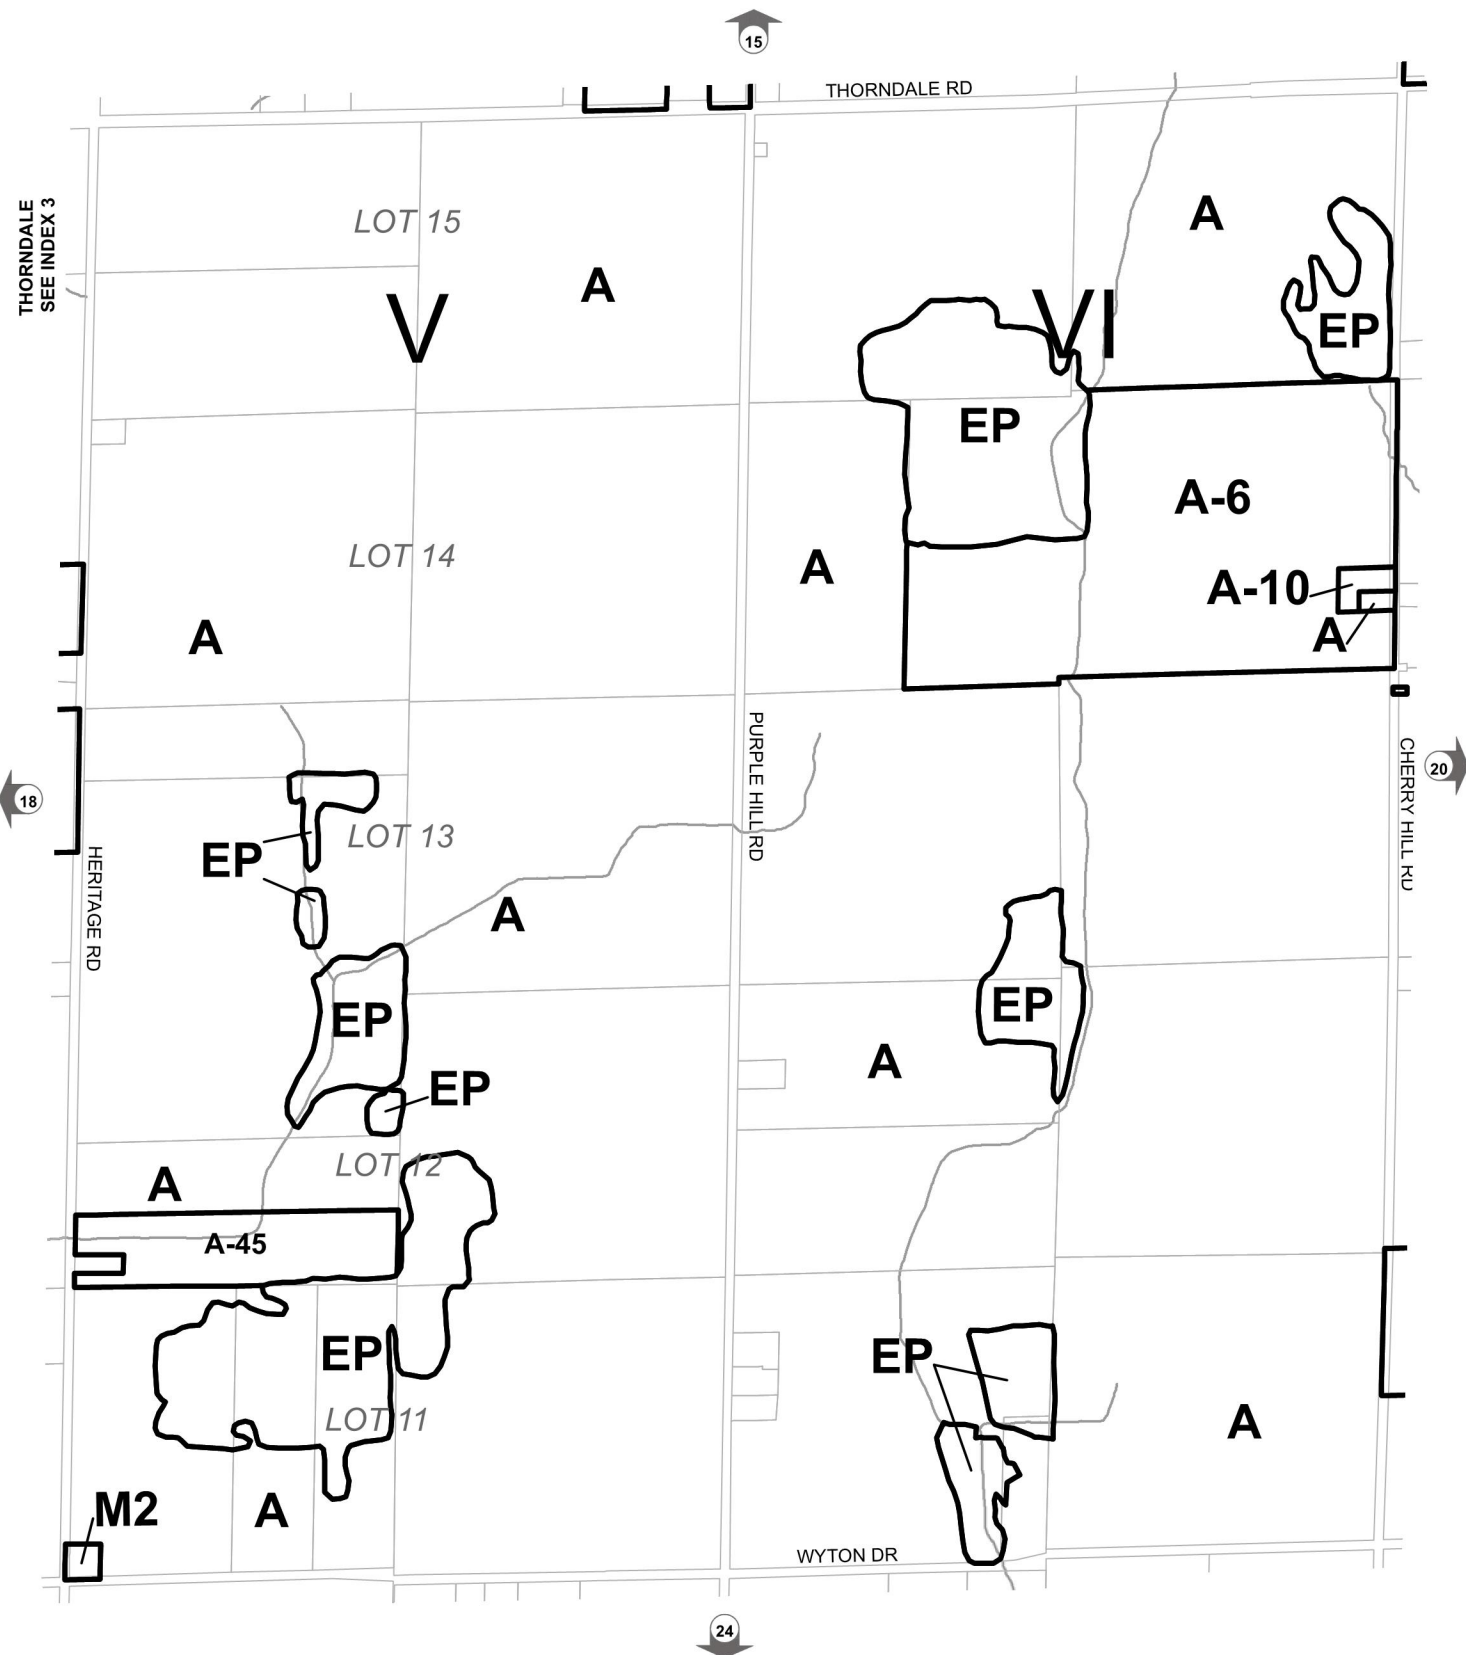 15
THORNDALE RD
THORNDALE
SEE INDEX 3
LOT 15
A
A
V
VI
EP
EP
A-6
LOT 14
A
A-10
A
A
PURPLE HILL RD
CHERRY HILL RD
20
18
LOT 13
EP
HERITAGE RD
A
EP
EP
A
EP
LOT 12
A
A-45
EP
EP
LOT 11
A
M2
A
WYTON DR
24